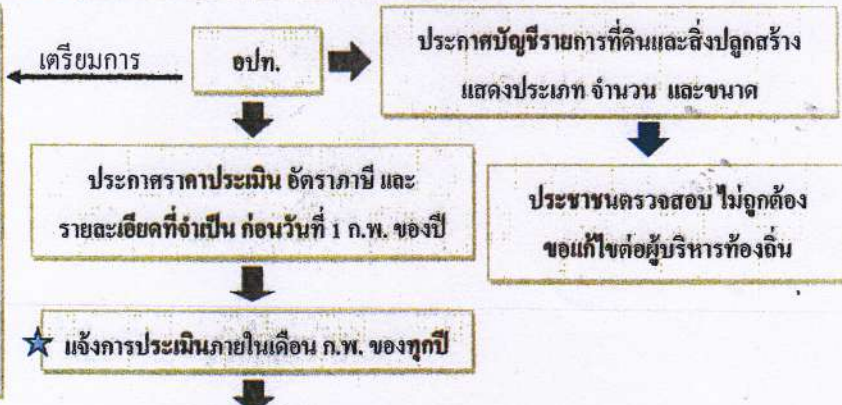 เตรียมการ
อปท.
ประกาศบัญชีรายการที่ดินและสิ่งปลูกสร้าง
แสดงประเภท จำนวน และขนาด
ประกาศราคาประเมิน อัตราภาษี และ
รายละเอียดที่จำเป็น ก่อนวันที่ 1 ก.พ. ของปี
ประชาชนตรวจสอบ ไม่ถูกต้อง
ขอแก้ไขต่อผู้บริหารท้องถิ่น
แจ้งการประเมินภายในเดือน ก.พ. ของทุกปี